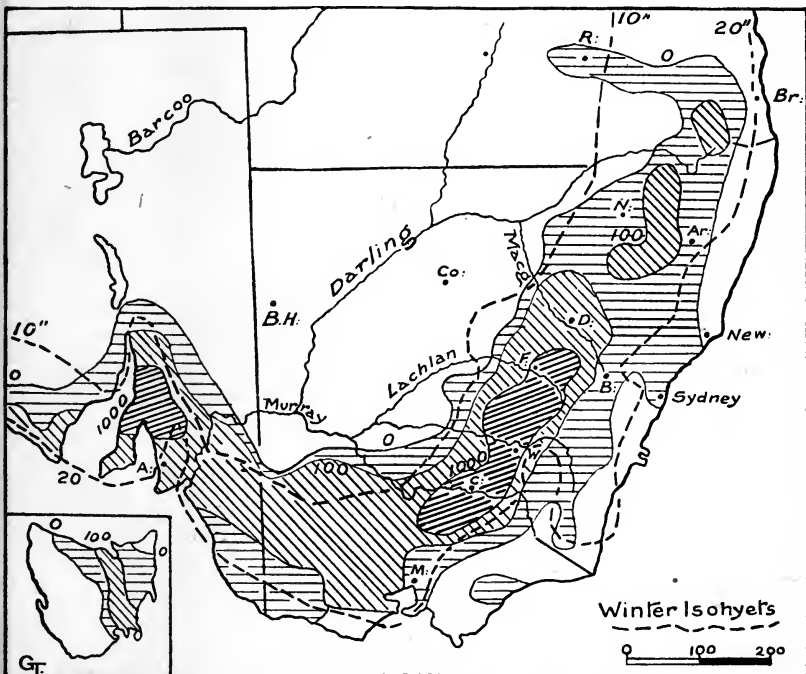 10" 20"
R:
0
Br:
Barcoo
N:
Darling
Macq.
100
Ar:
Co:
B.H:
D:
New:
10"
Lachlan
F:
B:
0
Sydney
Murray
1000
0
100
1000
W.
A:
C:
20
M:
0 100 0
GT.
Winter Isohyets
0 100 200